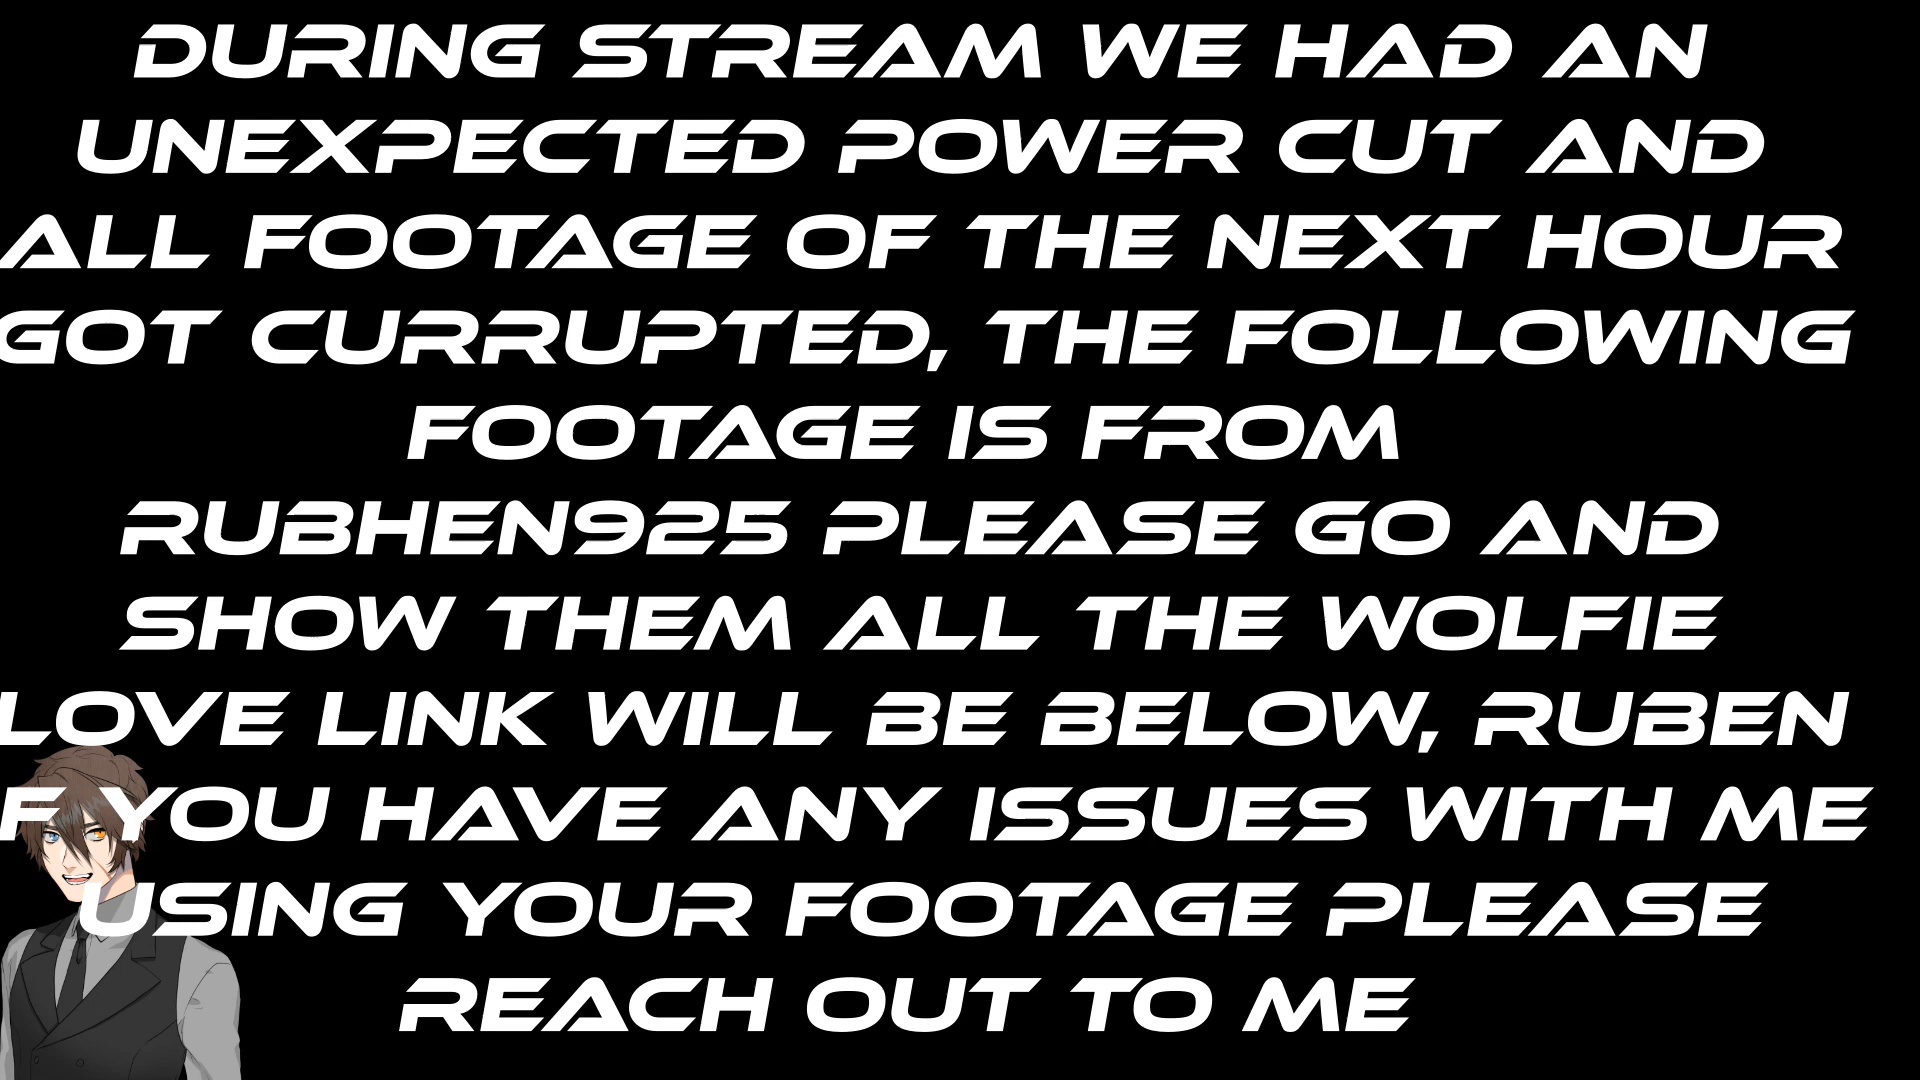 DURING STREAM WE HAD AN
UNEXPECTED POWER CUT AND
ALL FOOTAGE OF THE NEXT HOUR
GOT CURRUPTED, THE FOLLOWING
FOOTAGE IS FROM
RUBHEN925 PLEASE GO AND
SHOW THEM ALL THE WOLFIE
LOVE LINK WILL BE BELOW, RUBEN
F YOU HAVE ANY ISSUES WITH ME
USING YOUR FOOTAGE PLEASE
REACH OUT TO ME